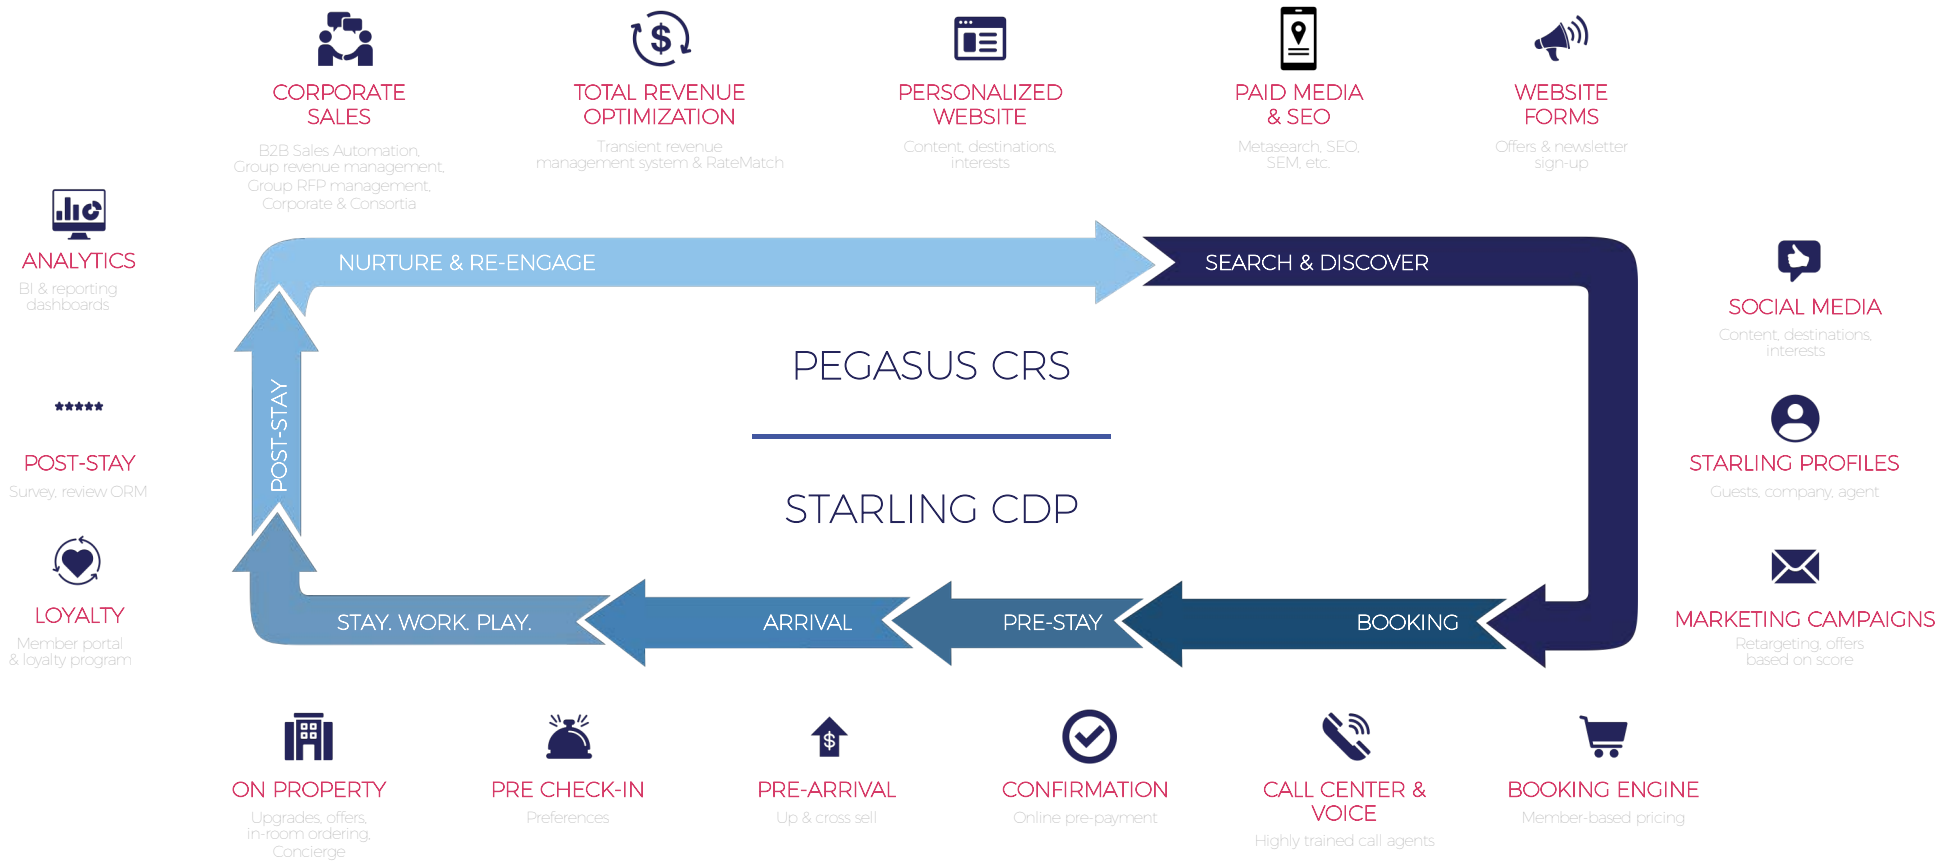 CORPORATE
SALES
B2B Sales Automation,
Group revenue management,
Group RFP management,
Corporate & Consortia
TOTAL REVENUE
OPTIMIZATION
Transient revenue
management system & RateMatch
PERSONALIZED
WEBSITE
Content, destinations,
interests
PAID MEDIA
& SEO
Metasearch, SEO,
SEM, etc.
WEBSITE
FORMS
Offers & newsletter
sign-up
ANALYTICS
BI & reporting
dashboards
POST-STAY
Survey, review ORM
LOYALTY
Member portal
& loyalty program
NURTURE & RE-ENGAGE
SEARCH & DISCOVER
POST-STAY
PEGASUS CRS
STARLING CDP
STAY. WORK. PLAY.
ARRIVAL
PRE-STAY
BOOKING
SOCIAL MEDIA
Content, destinations,
interests
STARLING PROFILES
Guests, company, agent
MARKETING CAMPAIGNS
Retargeting, offers
based on score
ON PROPERTY
Upgrades, offers,
in-room ordering,
Concierge
PRE CHECK-IN
Preferences
PRE-ARRIVAL
Up & cross sell
CONFIRMATION
Online pre-payment
CALL CENTER &
VOICE
Highly trained call agents
BOOKING ENGINE
Member-based pricing